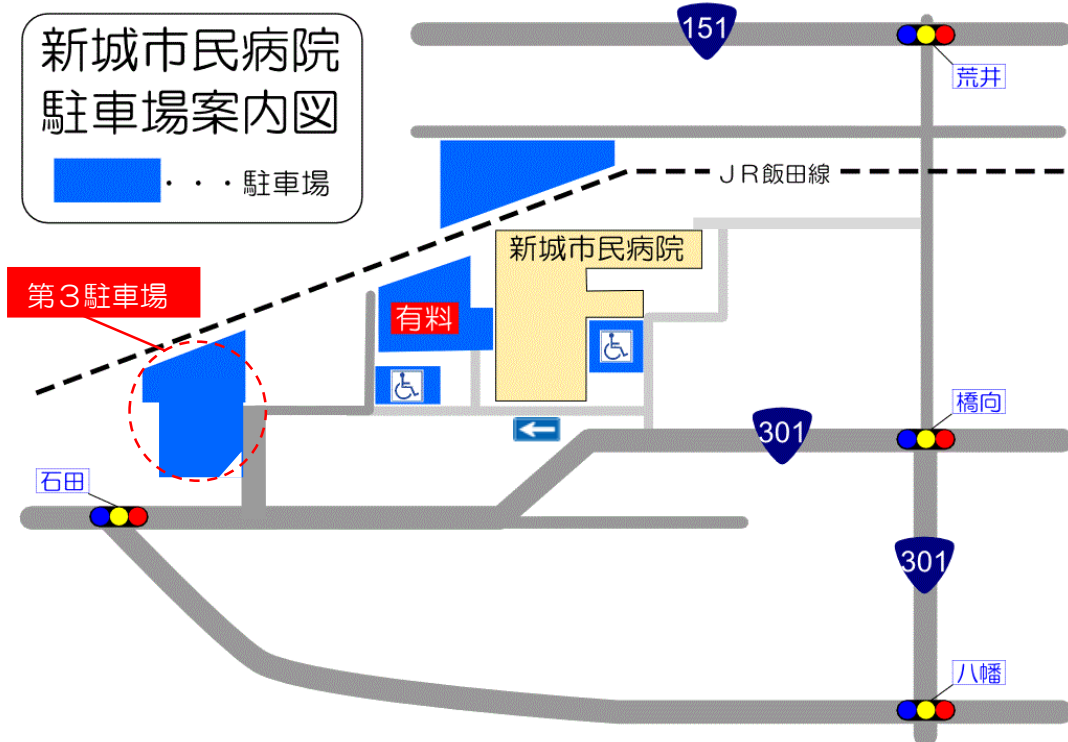 新城市民病院
駐車場案内図
・・・駐車場
151
荒井
JR飯田線
新城市民病院
第3駐車場
有料
橋向
301
石田
301
八幡